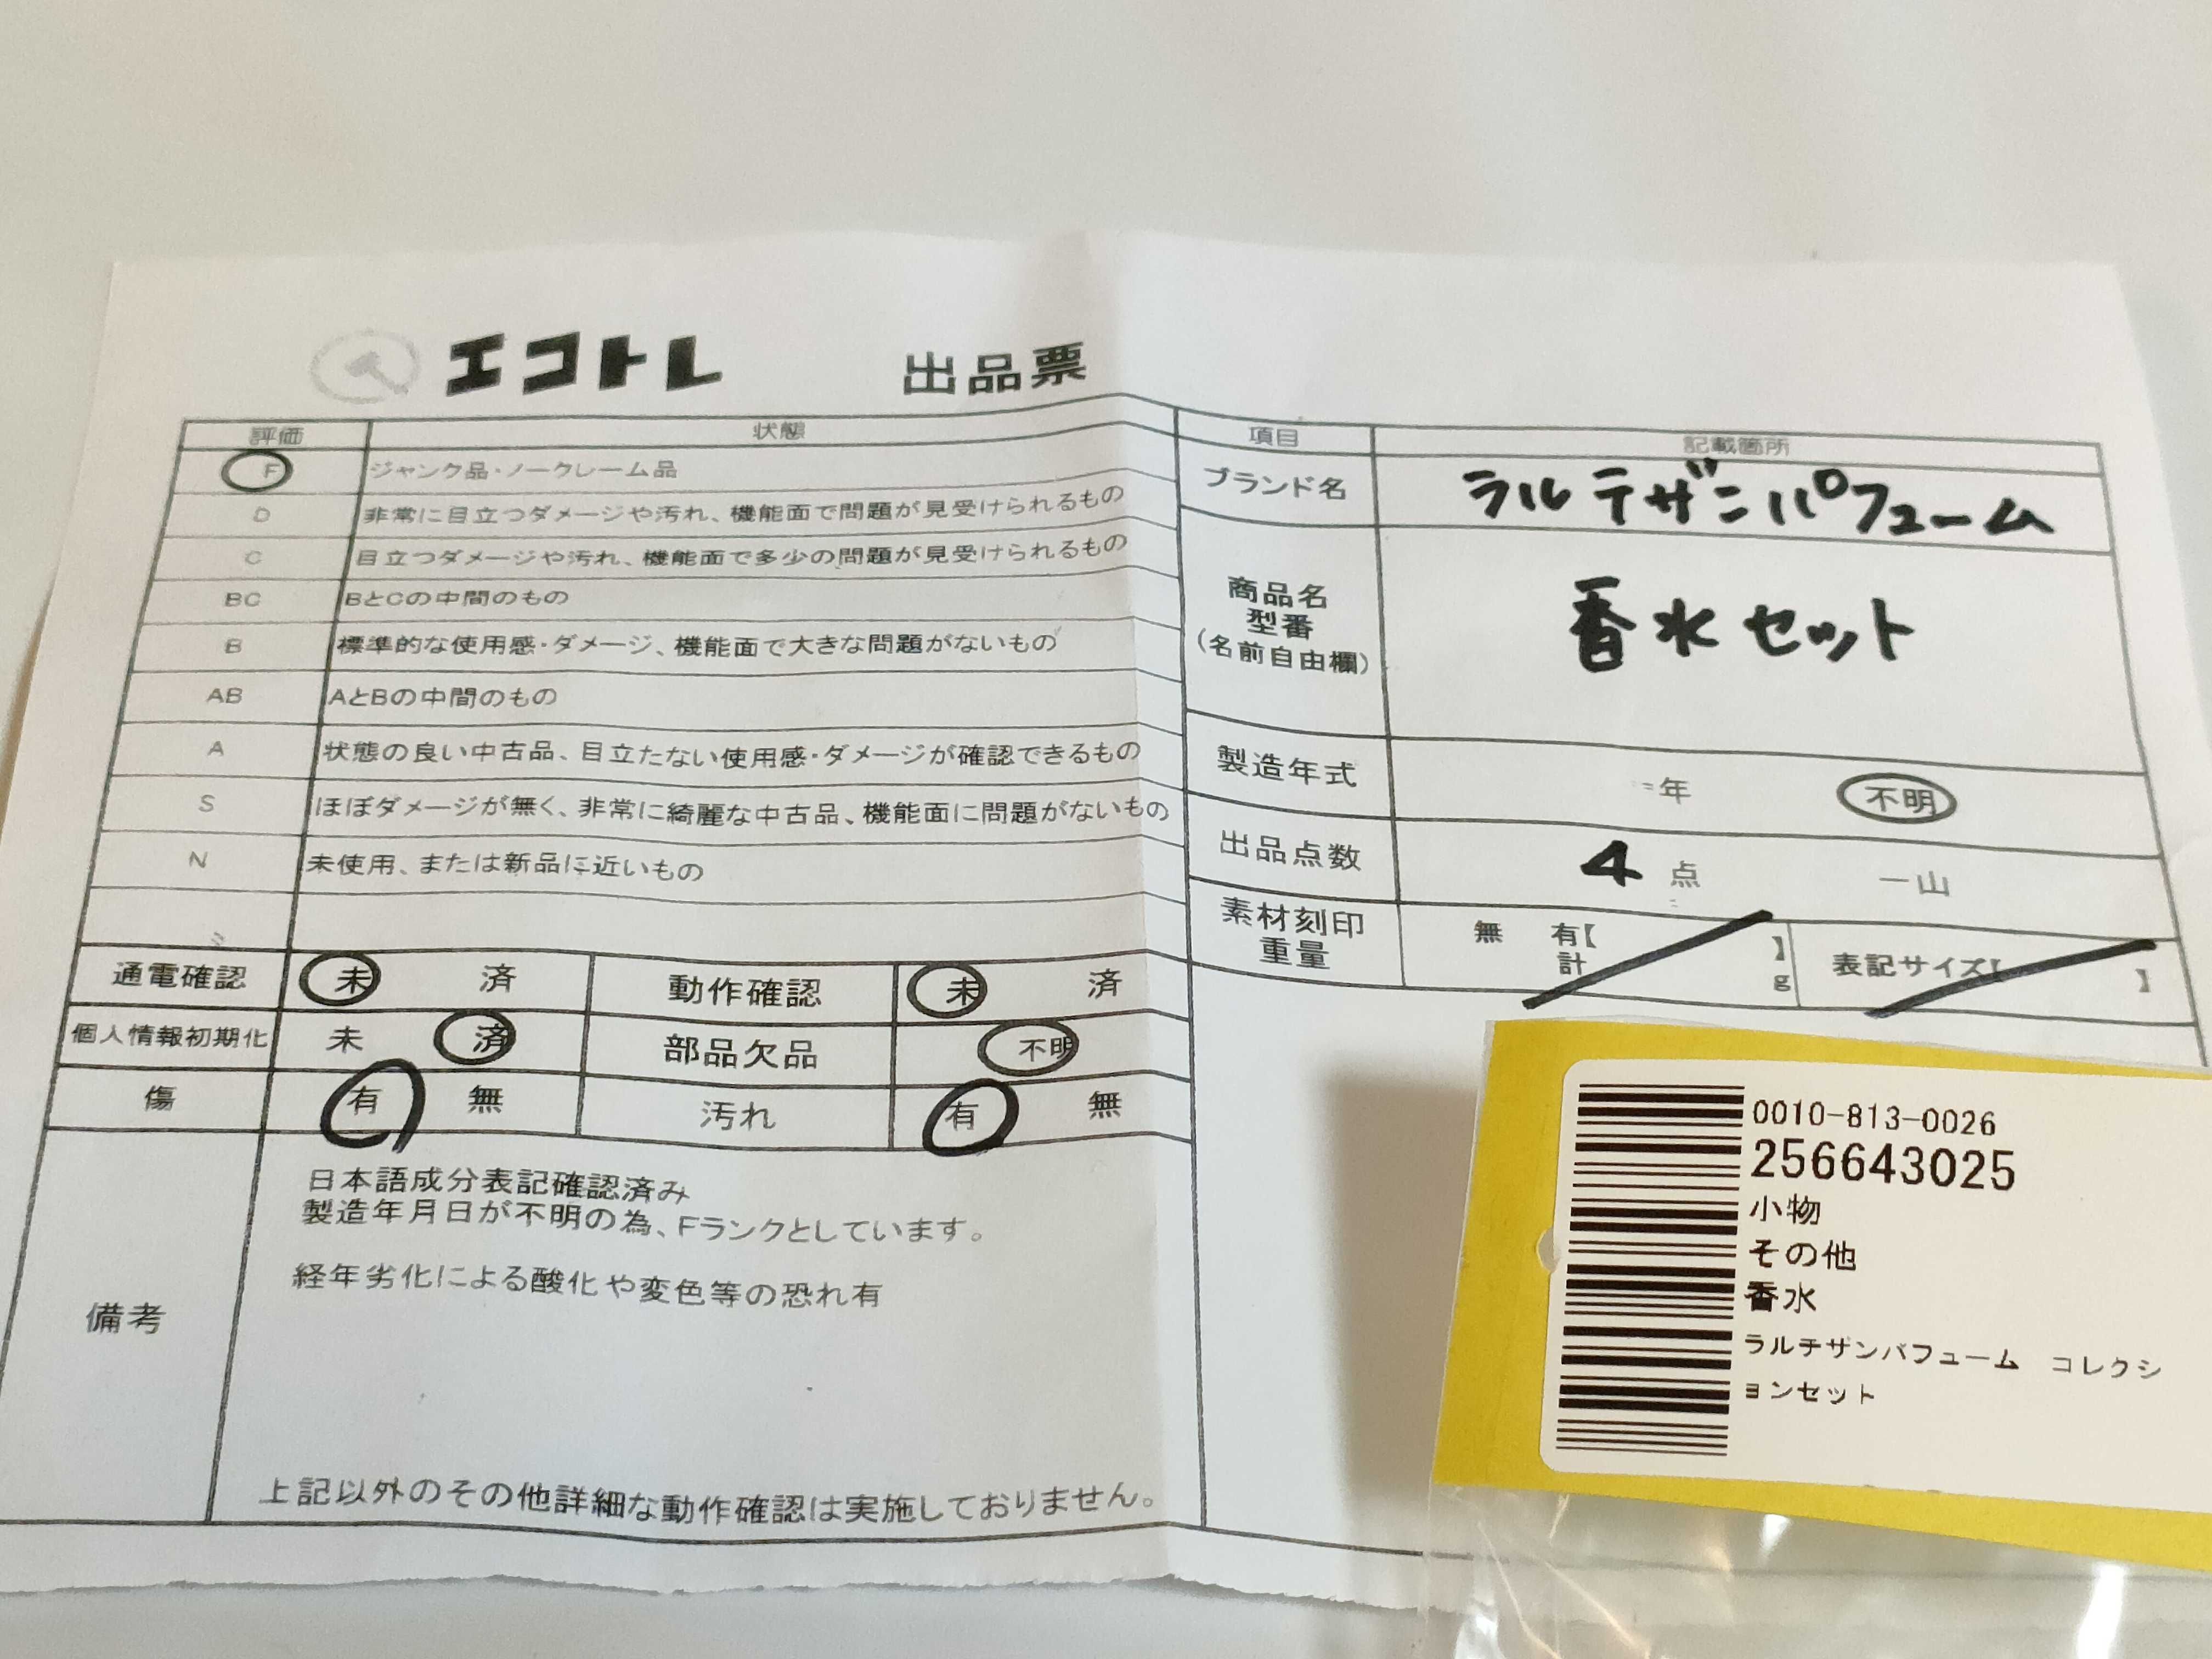 エコトレ 出品票
評価 状態
F ジャンク品・ノークレーム品
D 非常に目立つダメージや汚れ、機能面で問題が見受けられるもの
C 目立つダメージや汚れ、機能面で多少の問題が見受けられるもの
BC BとCの中間のもの
B 標準的な使用感・ダメージ、機能面で大きな問題がないもの
AB AとBの中間のもの
A 状態の良い中古品、目立たない使用感・ダメージが確認できるもの
S ほぼダメージが無く、非常に綺麗な中古品、機能面に問題がないもの
N 未使用、または新品に近いもの
通電確認 未 済 動作確認 未 済
個人情報初期化 未 済 部品欠品 不明
傷 有 無 汚れ 有 無
備考
日本語成分表記確認済み
製造年月日が不明の為、Fランクとしています。
経年劣化による酸化や変色等の恐れ有
上記以外のその他詳細な動作確認は実施しておりません。
項目 記載箇所
ブランド名 ラルテザンパフューム
商品名
型番
(名前自由欄)
香水セット
製造年式 年 不明
出品点数 4 点 一山
素材刻印
重量
無 有【 】
計 g
表記サイズ【 】
0010-813-0026
256643025
小物
その他
香水
ラルチザンパフューム コレクシ
ョンセット